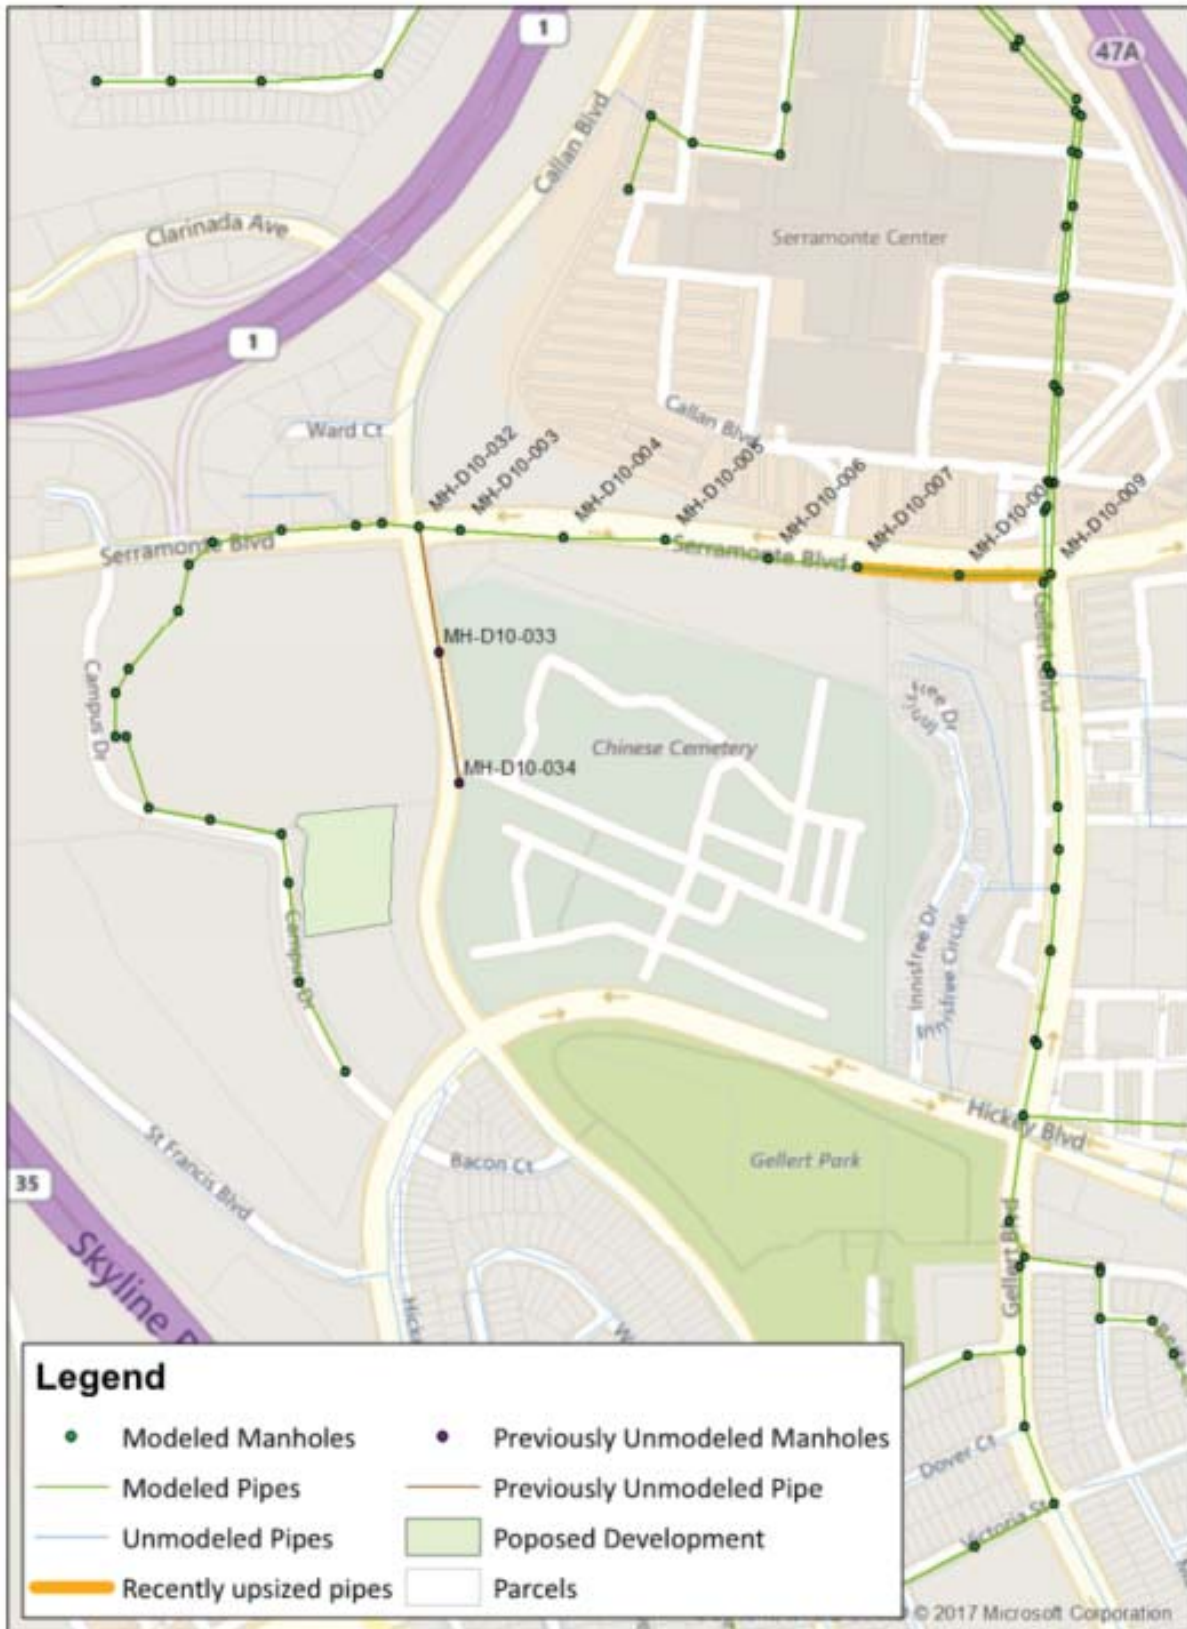 1
47A
Callan Blvd
Clarinada Ave
Serramonte Center
1
Ward Ct
Callan Blvd
MH-D10-032
MH-D10-003
MH-D10-004
MH-D10-005
MH-D10-006
MH-D10-007
MH-D10-009
Serramonte Blvd
Serramonte Blvd
Gellert Blvd
MH-D10-033
Campus Dr
Chinese Cemetery
MH-D10-034
Innisfree Dr
Innisfree Dr
Innisfree Circle
Campus Dr
Hickey Blvd
St Francis Blvd
Bacon Ct
Gellert Park
35
Skyline
Gellert Blvd
Dover Ct
Victoria St
Legend
Modeled Manholes
Previously Unmodeled Manholes
Modeled Pipes
Previously Unmodeled Pipe
Unmodeled Pipes
Poposed Development
Recently upsized pipes
Parcels
© 2017 Microsoft Corporation